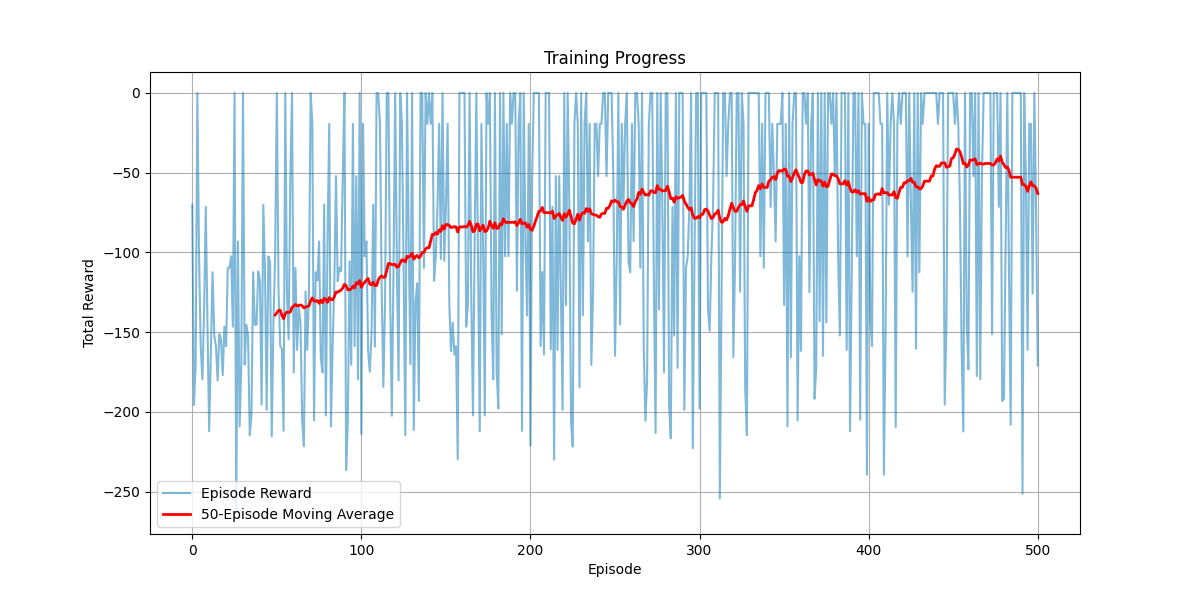 Training Progress
Total Reward
0
−50
−100
−150
−200
−250
Episode Reward
50-Episode Moving Average
0
100
200
300
400
500
Episode